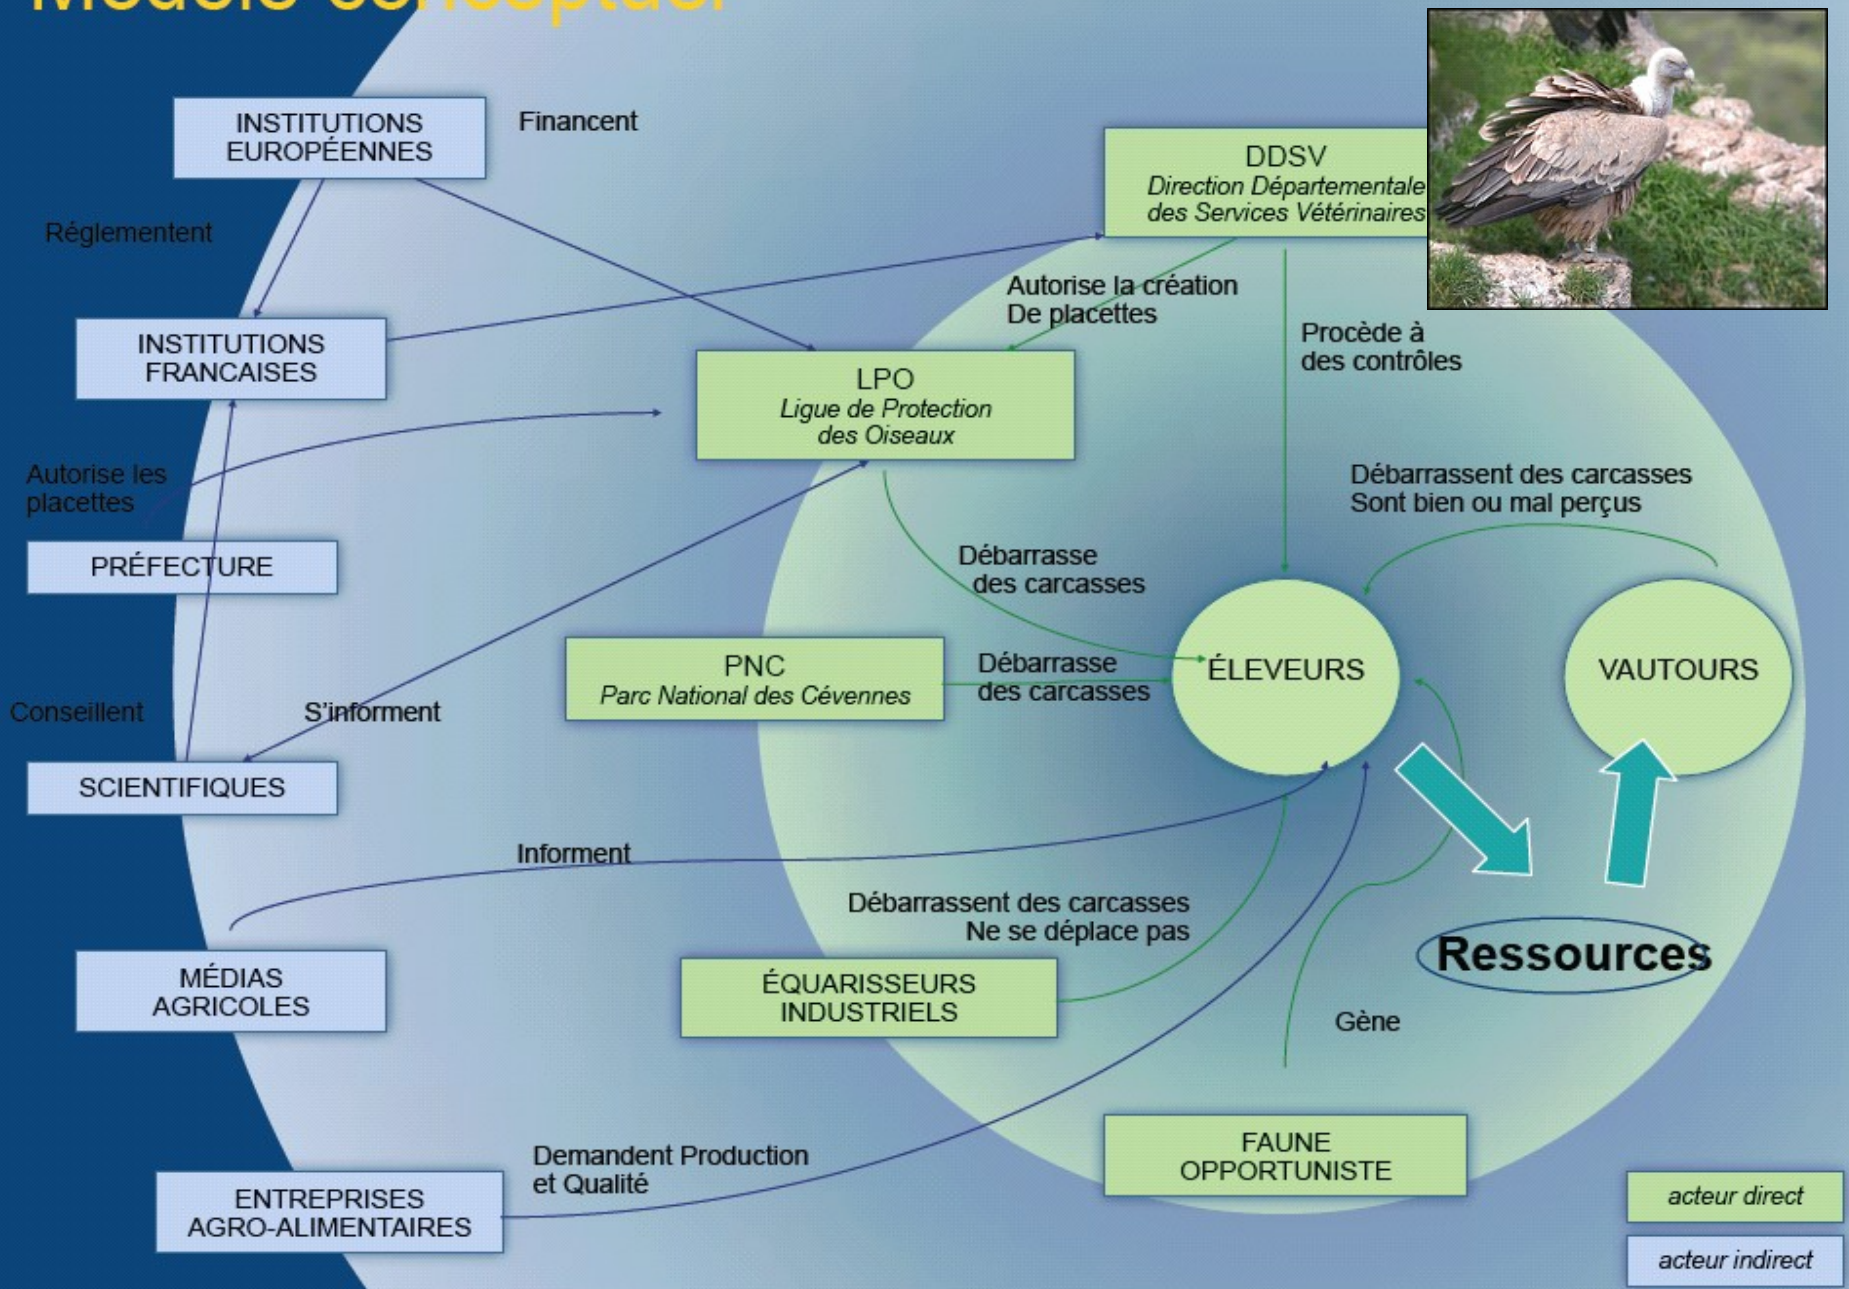 Modèle conceptuel
INSTITUTIONS
EUROPÉENNES
Financent
DDSV
Direction Départementale
des Services Vétérinaires
Réglementent
Autorise la création
De placettes
INSTITUTIONS
FRANCAISES
Procède à
des contrôles
LPO
Ligue de Protection
des Oiseaux
Autorise les
placettes
Débarrassent des carcasses
Sont bien ou mal perçus
PRÉFECTURE
Débarrasse
des carcasses
PNC
Parc National des Cévennes
Débarrasse
des carcasses
ÉLEVEURS
VAUTOURS
Conseillent
S'informent
SCIENTIFIQUES
Informent
Débarrassent des carcasses
Ne se déplace pas
Ressources
MÉDIAS
AGRICOLES
ÉQUARISSEURS
INDUSTRIELS
Gène
Demandent Production
et Qualité
FAUNE
OPPORTUNISTE
ENTREPRISES
AGRO-ALIMENTAIRES
acteur direct
acteur indirect